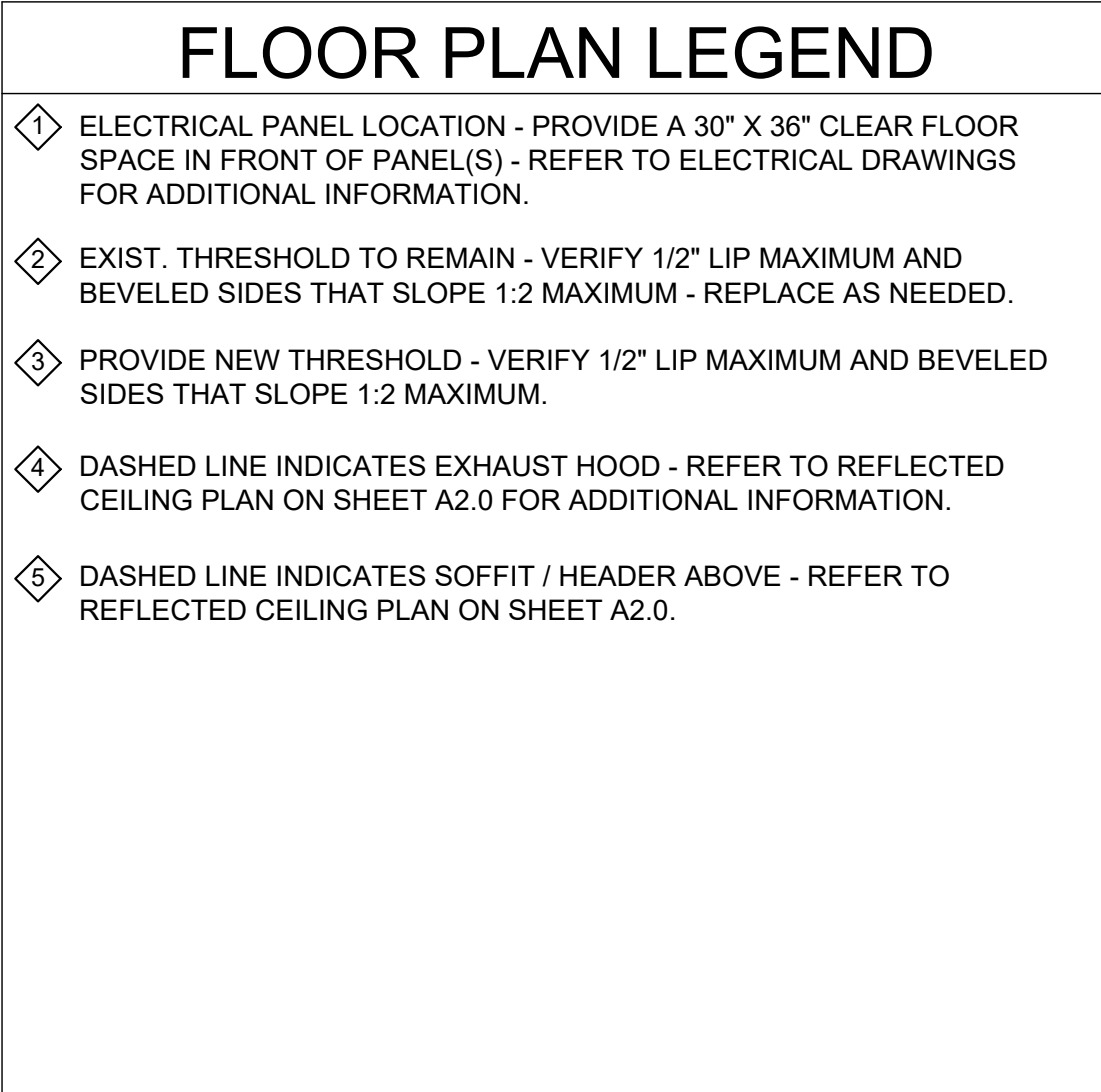 FLOOR PLAN LEGEND
1 ELECTRICAL PANEL LOCATION - PROVIDE A 30" X 36" CLEAR FLOOR
SPACE IN FRONT OF PANEL(S) - REFER TO ELECTRICAL DRAWINGS
FOR ADDITIONAL INFORMATION.
2 EXIST. THRESHOLD TO REMAIN - VERIFY 1/2" LIP MAXIMUM AND
BEVELED SIDES THAT SLOPE 1:2 MAXIMUM - REPLACE AS NEEDED.
3 PROVIDE NEW THRESHOLD - VERIFY 1/2" LIP MAXIMUM AND BEVELED
SIDES THAT SLOPE 1:2 MAXIMUM.
4 DASHED LINE INDICATES EXHAUST HOOD - REFER TO REFLECTED
CEILING PLAN ON SHEET A2.0 FOR ADDITIONAL INFORMATION.
5 DASHED LINE INDICATES SOFFIT / HEADER ABOVE - REFER TO
REFLECTED CEILING PLAN ON SHEET A2.0.